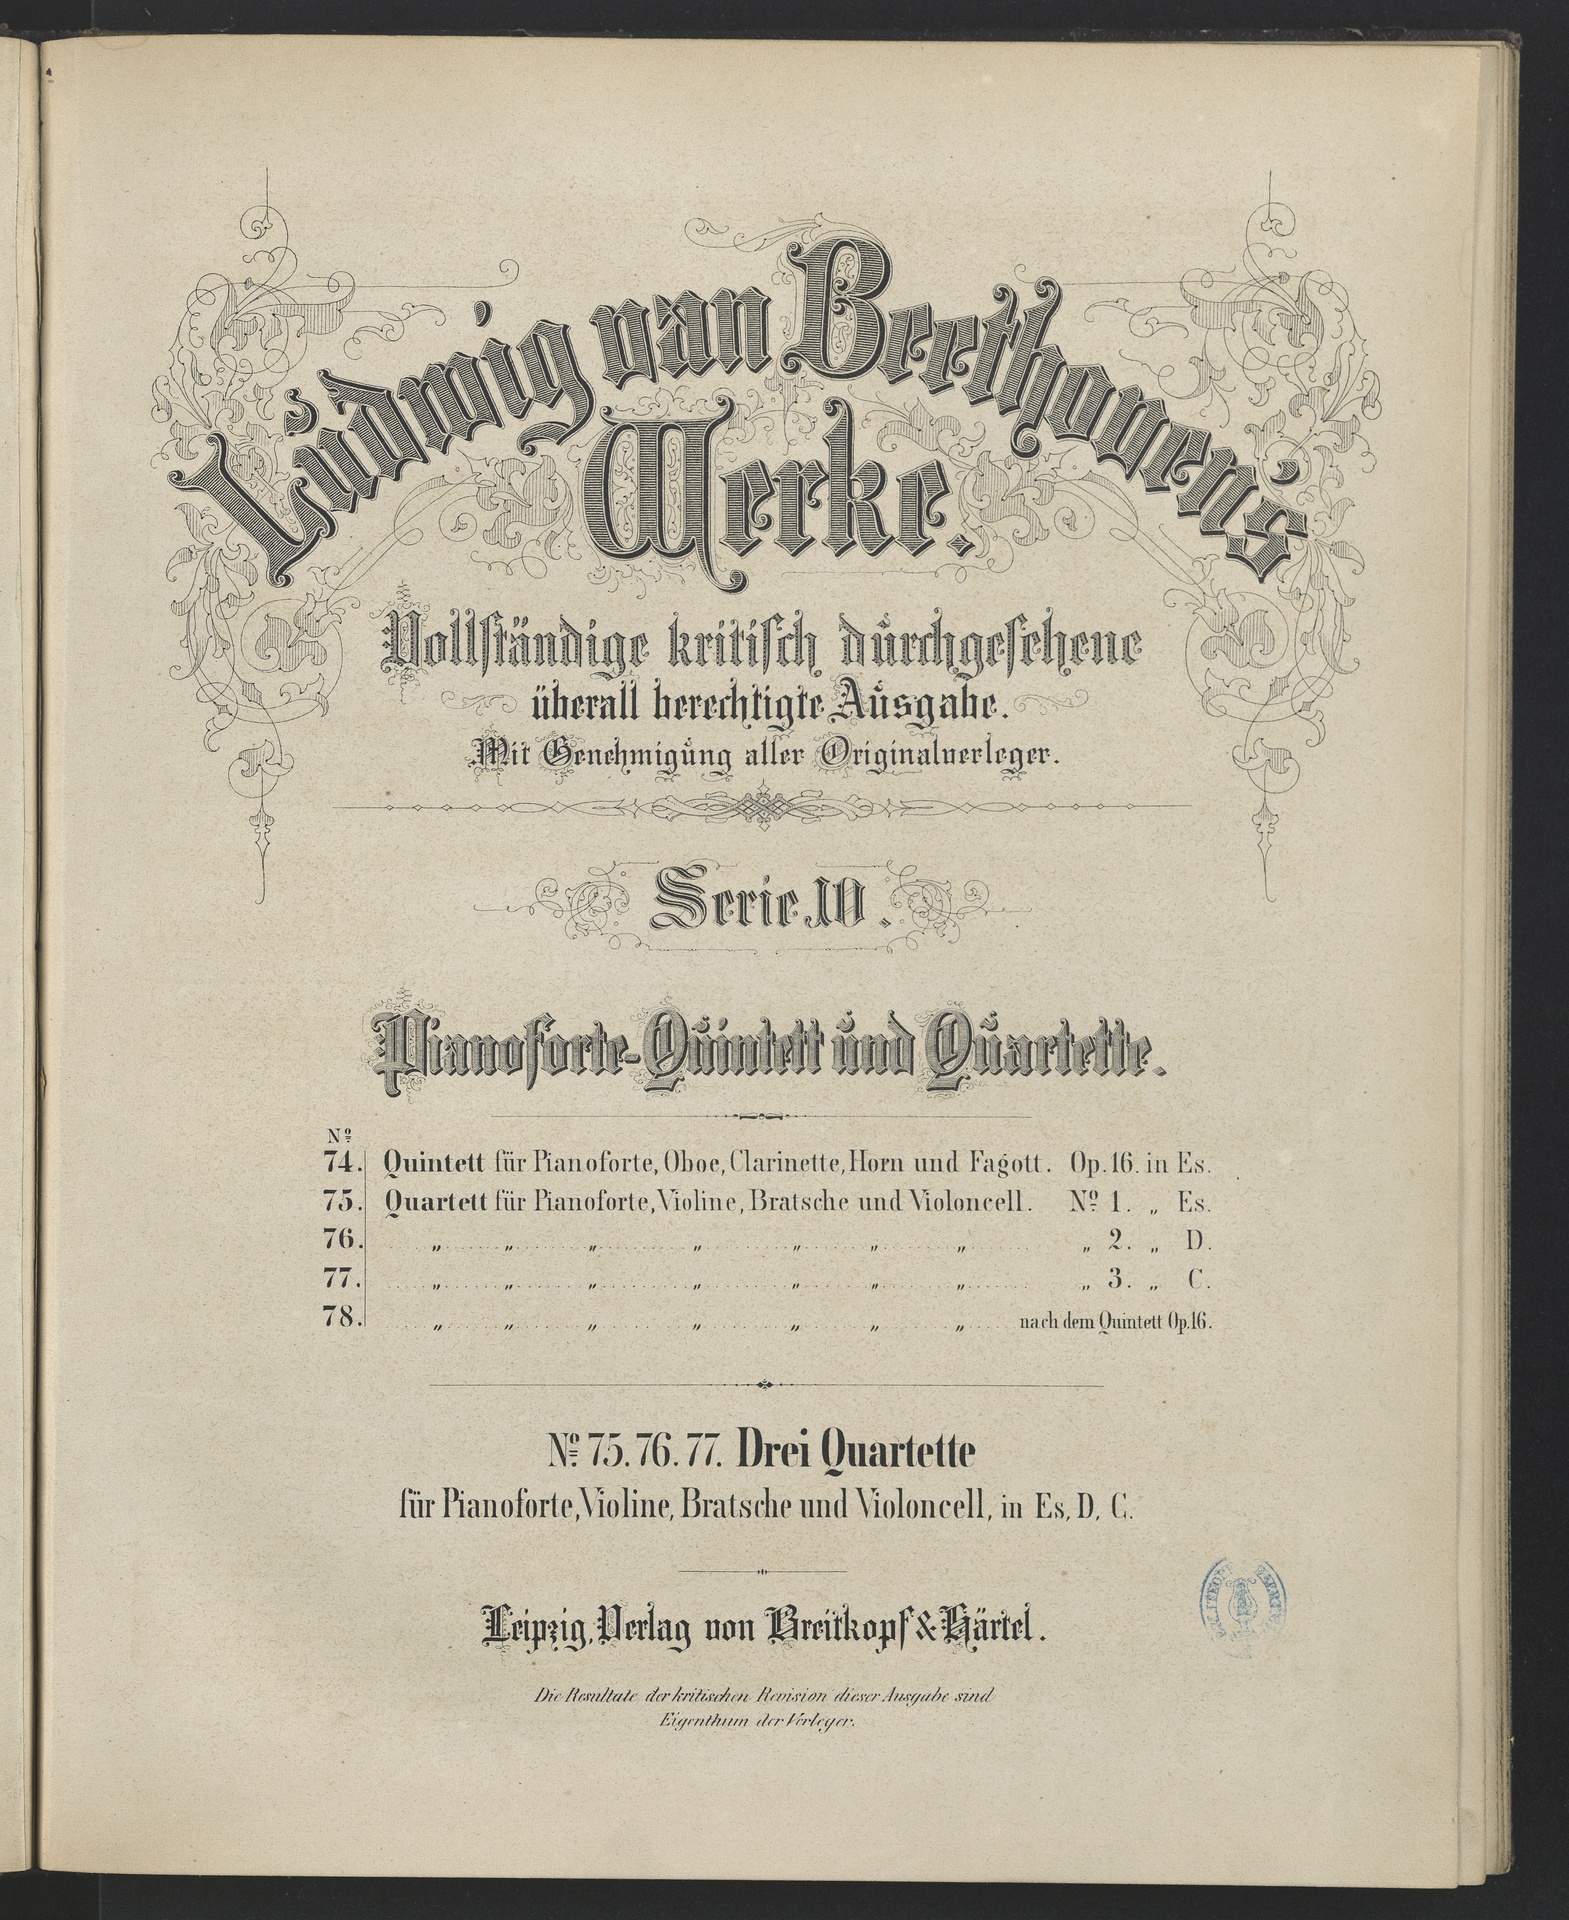 Ludwig van Beethoven's
Werke.
Vollständige kritisch durchgesehene
überall berechtigte Ausgabe.
Mit Genehmigung aller Originalverleger.
Serie 10.
Pianoforte-Quintett und Quartette.
Nº
74. Quintett für Pianoforte, Oboe, Clarinette, Horn und Fagott. Op. 16. in Es.
75. Quartett für Pianoforte, Violine, Bratsche und Violoncell. Nº 1. „ Es.
76. „ „ „ „ „ „ „ „ 2. „ D.
77. „ „ „ „ „ „ „ „ 3. „ C.
78. „ „ „ „ „ „ „ nach dem Quintett Op. 16.
Nº 75. 76. 77. Drei Quartette
für Pianoforte, Violine, Bratsche und Violoncell, in Es, D, C.
Leipzig, Verlag von Breitkopf & Härtel.
Die Resultate der kritischen Revision dieser Ausgabe sind
Eigenthum der Verleger.